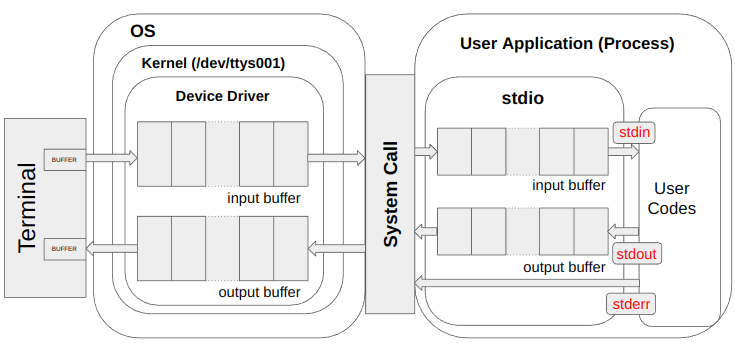 OS
User Application (Process)
Kernel (/dev/ttys001)
Device Driver
stdio
stdin
BUFFER
input buffer
input buffer
Terminal
System Call
User
Codes
BUFFER
stdout
output buffer
output buffer
stderr